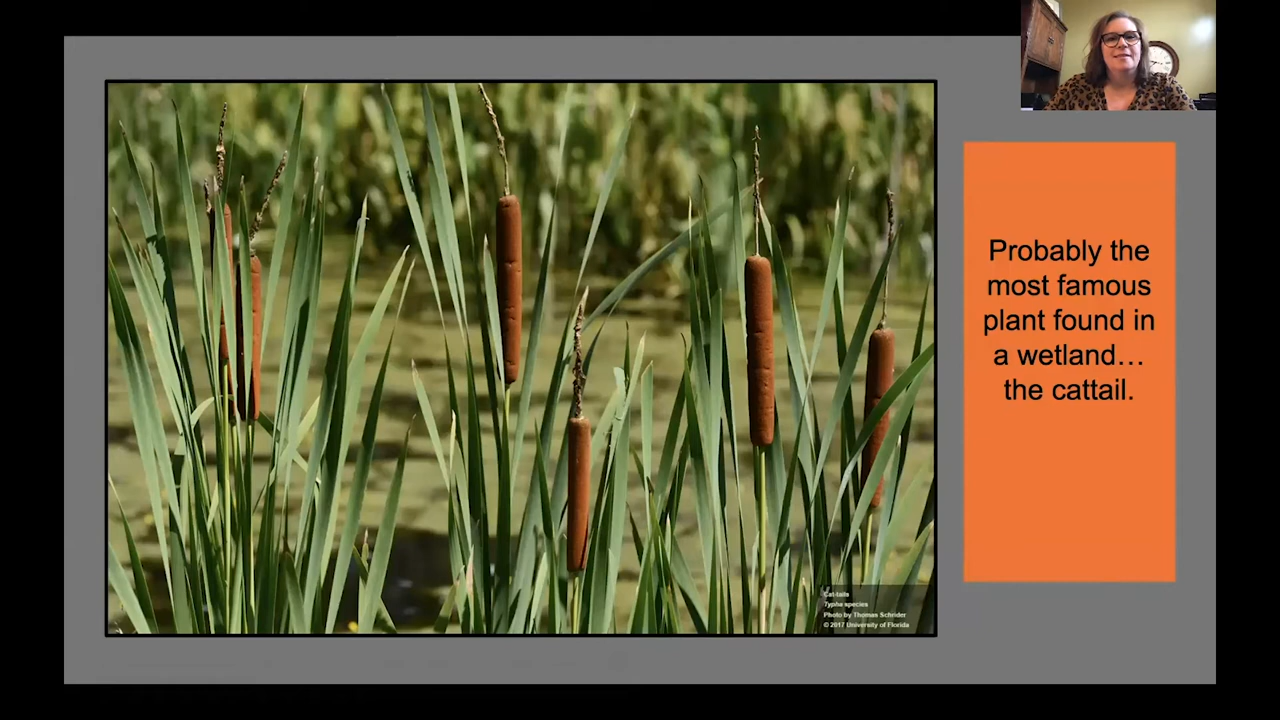 Probably the
most famous
plant found in
a wetland…
the cattail.
Cat-tails
Typha species
Photo by Thomas Schrider
© 2017 University of Florida